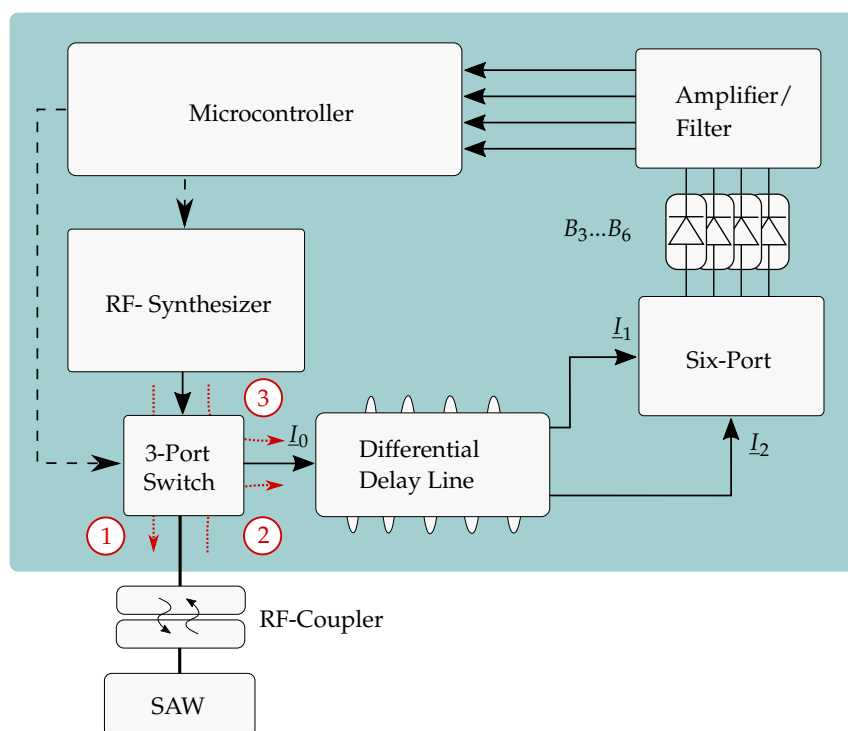 Microcontroller
Amplifier/
Filter
B₃...B₆
RF- Synthesizer
I₁
Six-Port
3
3-Port
Switch
I₀
Differential
Delay Line
I₂
1
2
RF-Coupler
SAW